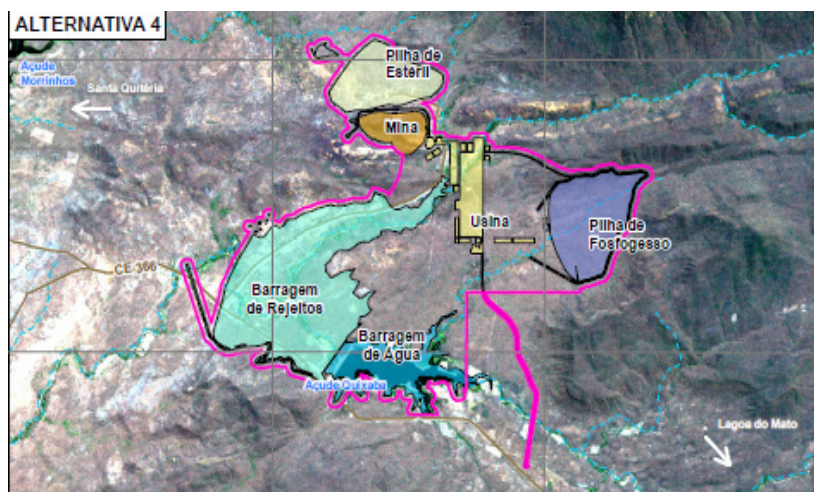 ALTERNATIVA 4
Açude
Morrinhos
Santa Quitéria
Pilha de
Estéril
Mina
Usina
Pilha de
Fosfogesso
CE 366
Barragem
de Rejeitos
Barragem
de Água
Açude Quixaba
Lagoa do Mato